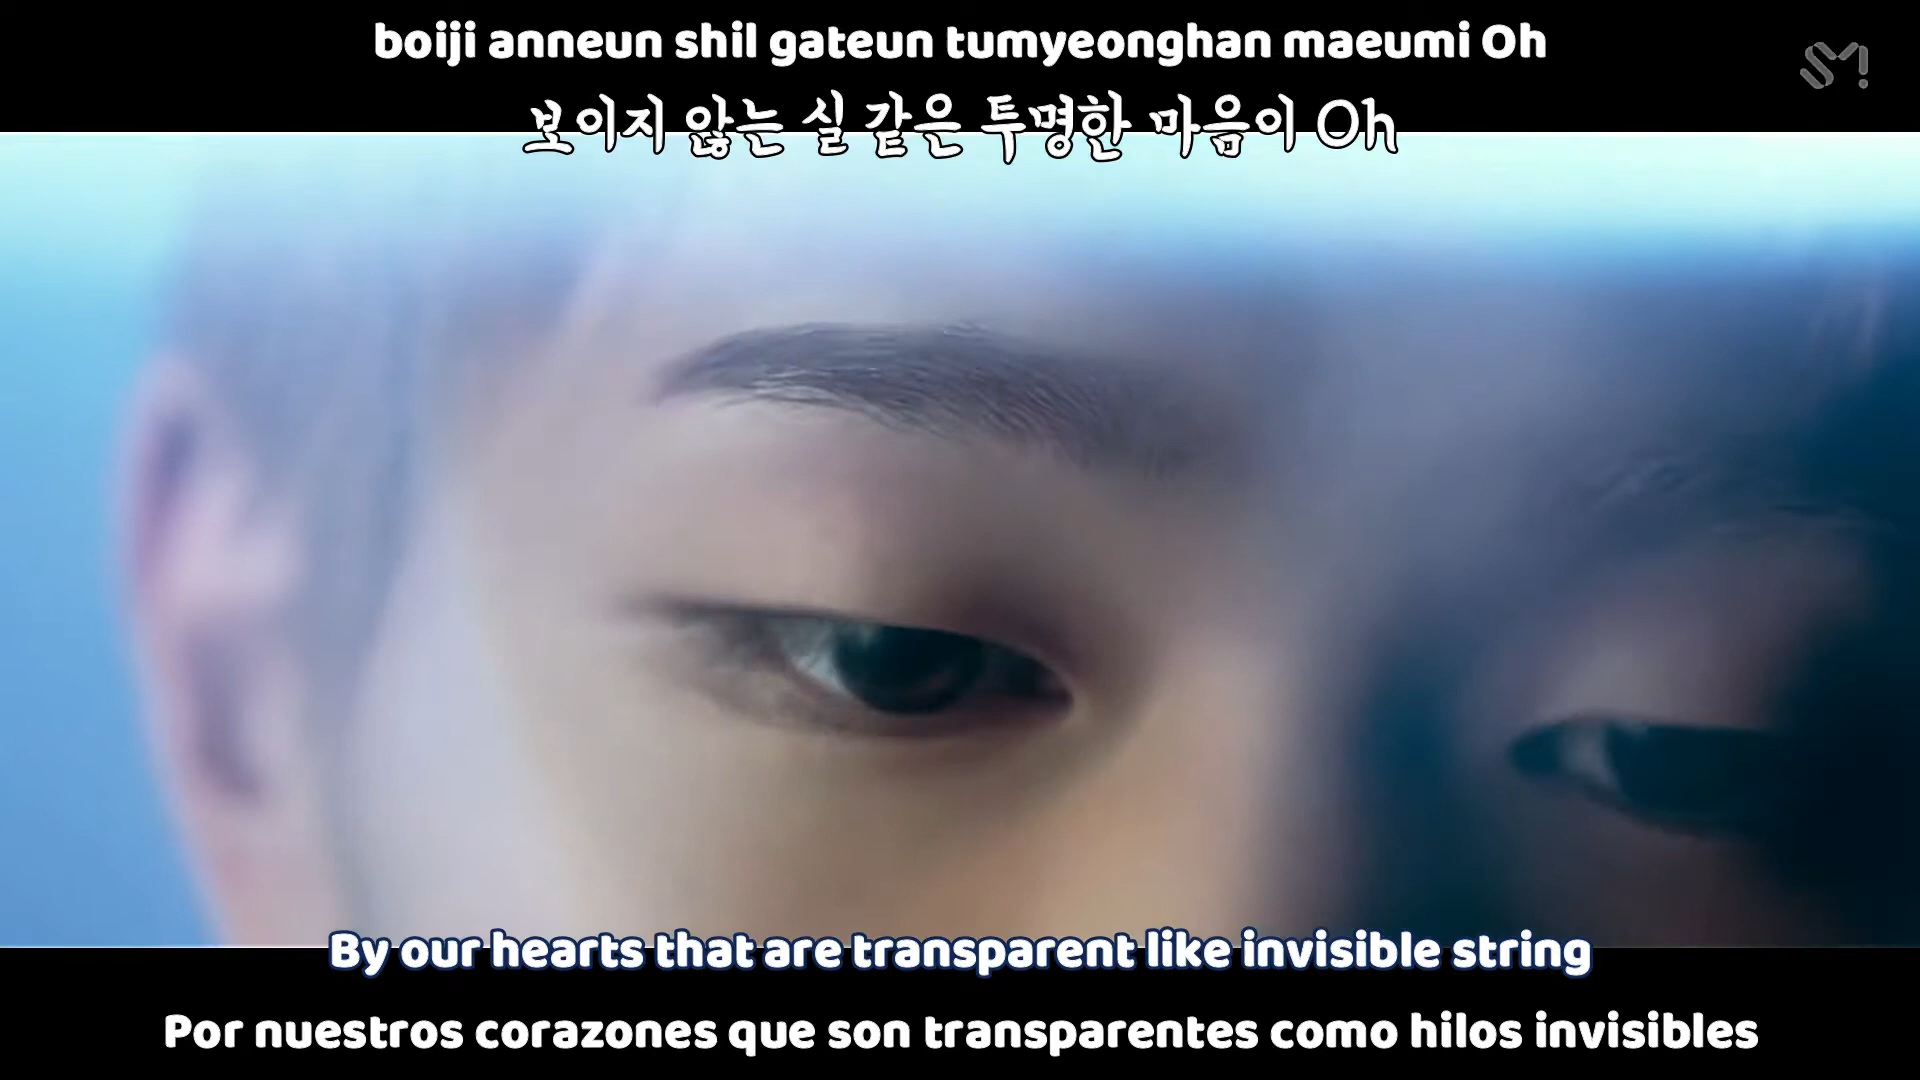 boiji anneun shil gateun tumyeonghan maeumi Oh
SM
보이지 않는 실 같은 투명한 마음이 Oh
By our hearts that are transparent like invisible string
Por nuestros corazones que son transparentes como hilos invisibles